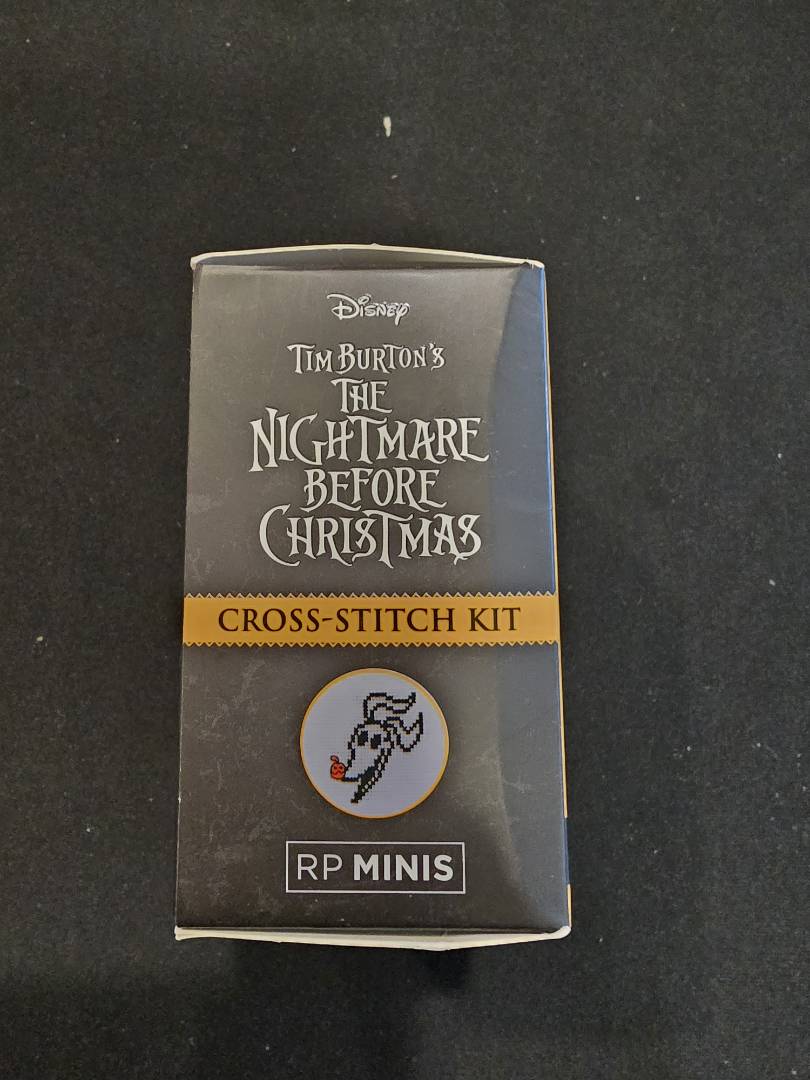 Disney
Tim Burton's
The
Nightmare
Before
Christmas
CROSS-STITCH KIT
RP MINIS